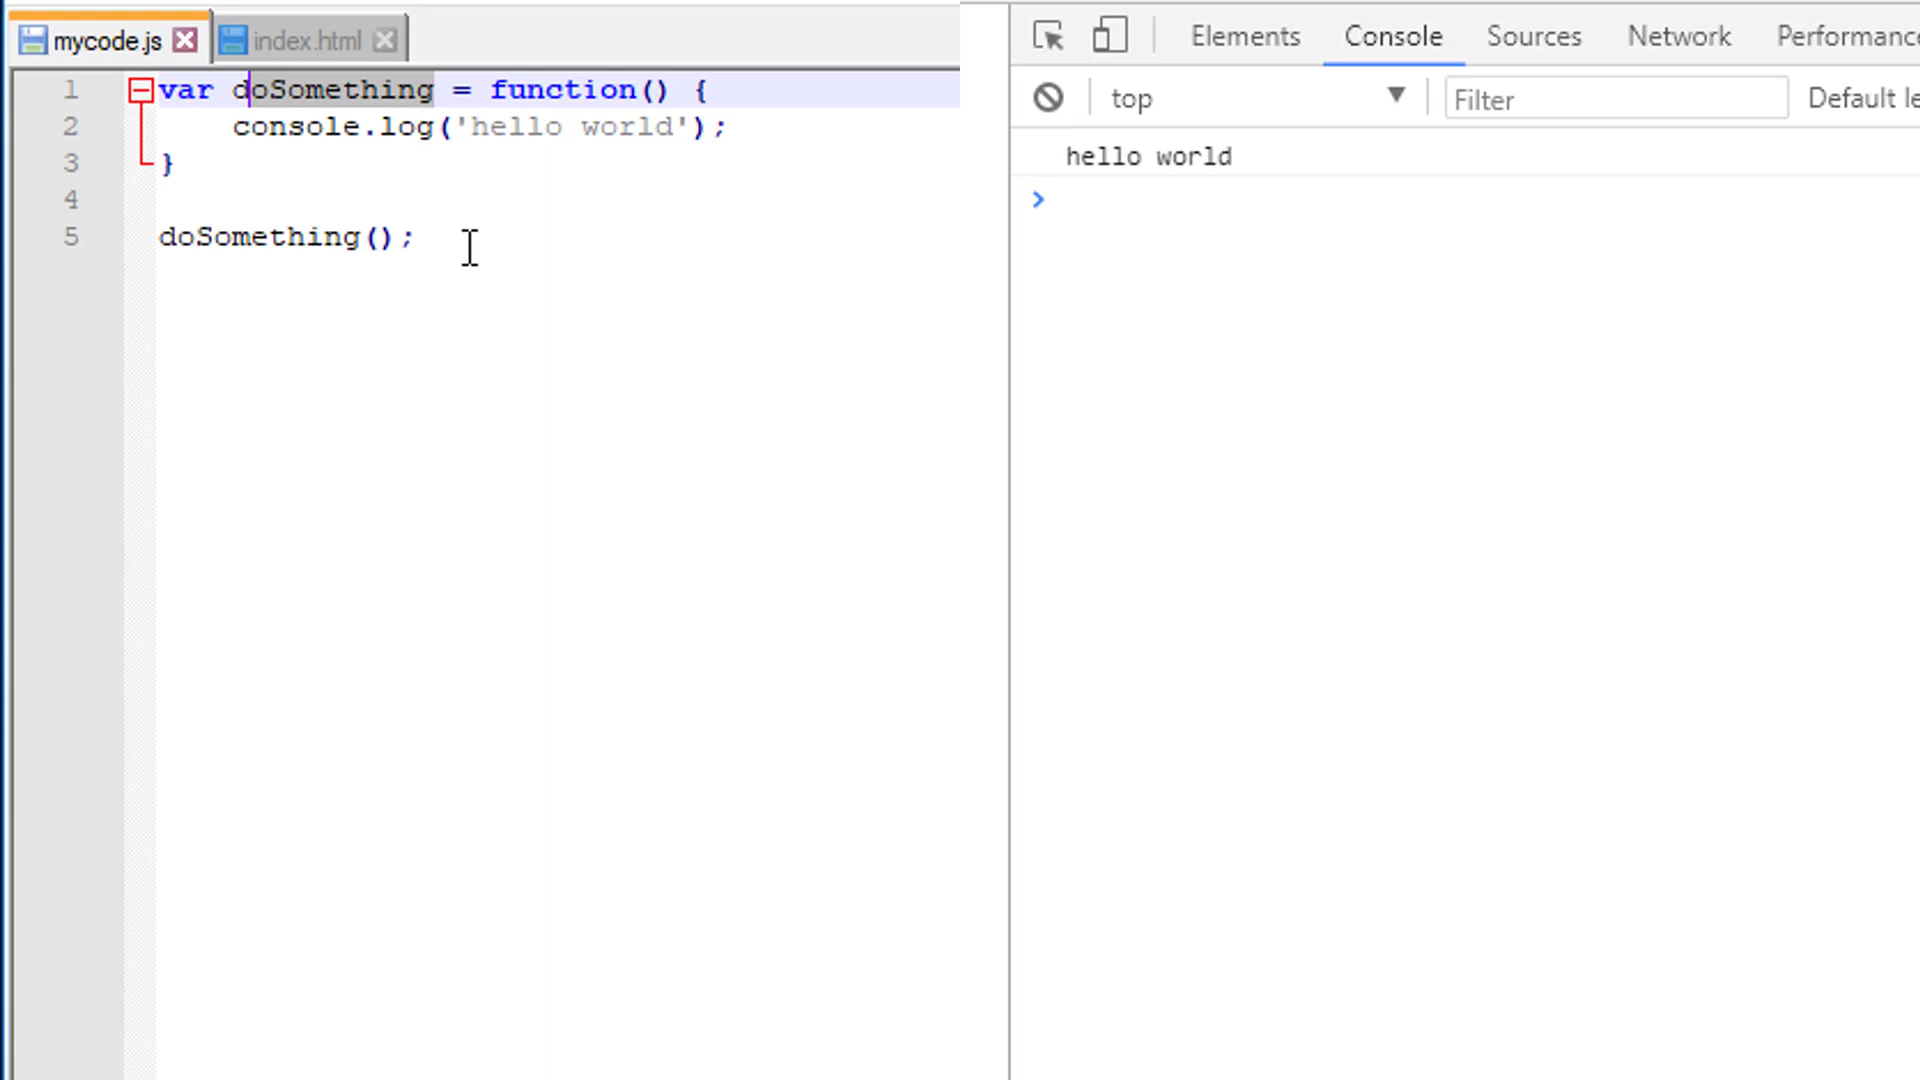 mycode.js index.html
1 var doSomething = function() {
2 console.log('hello world');
3 }
4
5 doSomething();
Elements Console Sources Network Performance
top Filter Default le
hello world